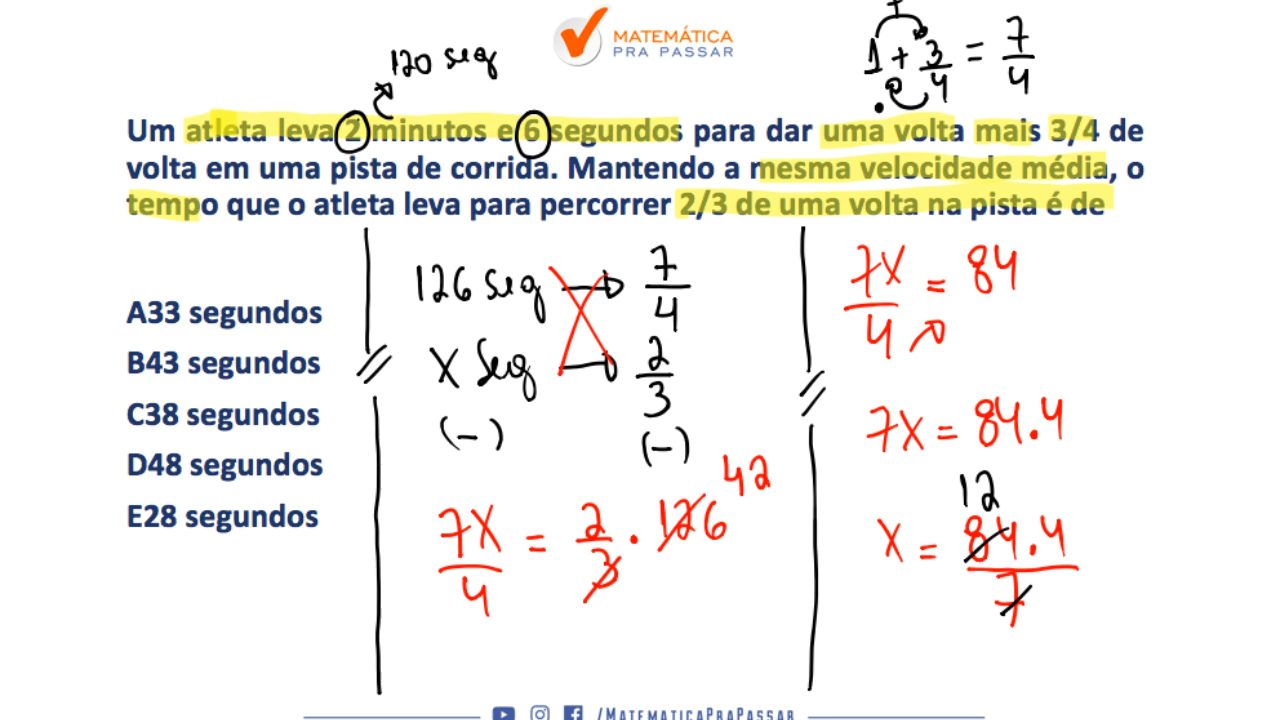 MATEMÁTICA
PRA PASSAR
120 seg
1 + 3/4 = 7/4
Um atleta leva 2 minutos e 6 segundos para dar uma volta mais 3/4 de
volta em uma pista de corrida. Mantendo a mesma velocidade média, o
tempo que o atleta leva para percorrer 2/3 de uma volta na pista é de
A33 segundos
B43 segundos
C38 segundos
D48 segundos
E28 segundos
126 seg → 7/4
X seg → 2/3
(-) (-)
7X/4 = 2/3 . 126 42
7X/4 = 84
7X = 84.4
12
X = 84.4/7
/MATEMATICAPRAPASSAR